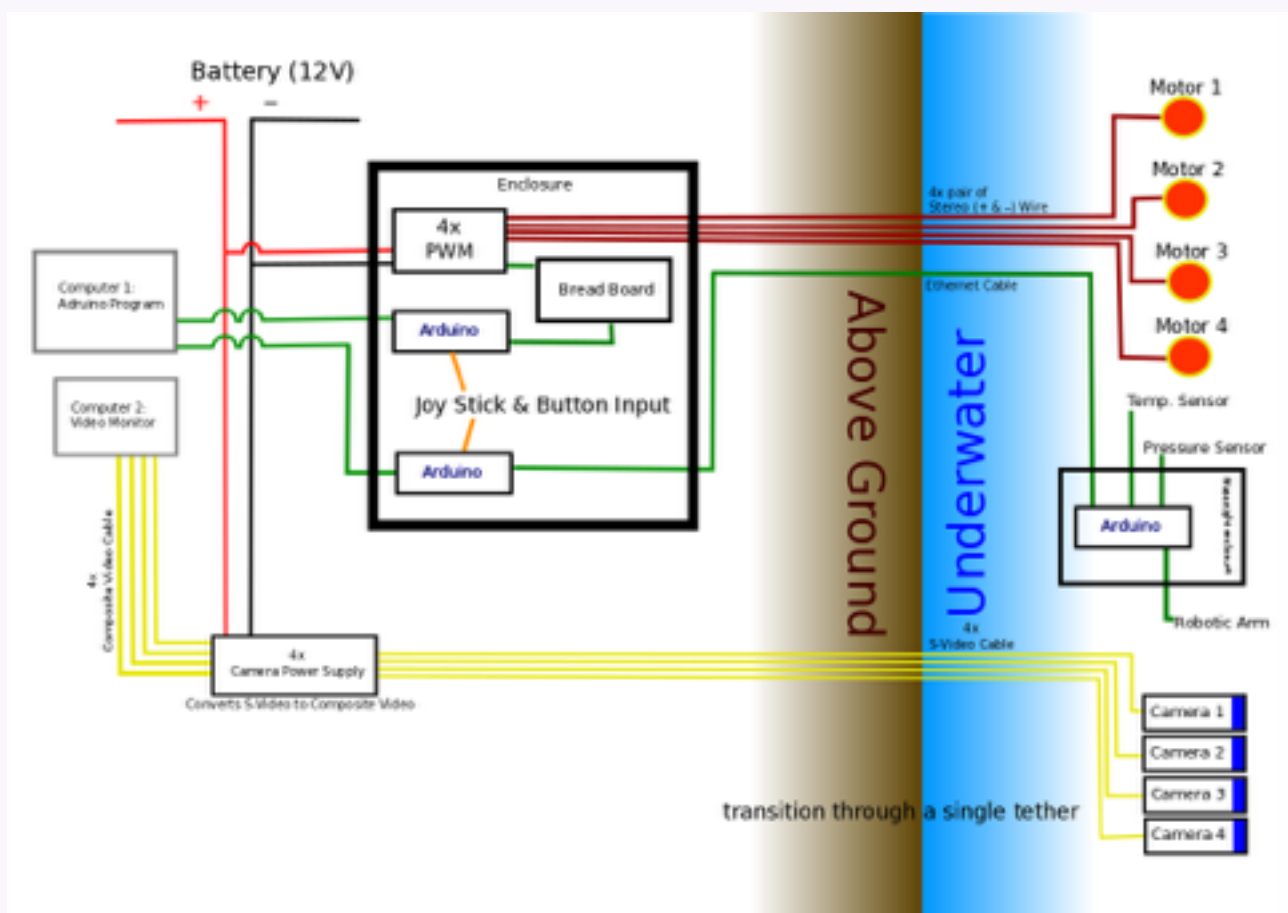 Battery (12V)
+ −
Motor 1
Motor 2
Motor 3
Motor 4
Enclosure
4x
PWM
Bread Board
Computer 1:
Adruino Program
Arduino
Joy Stick & Button Input
Arduino
Computer 2:
Video Monitor
4x
Composite Video Cable
4x
Camera Power Supply
Converts S-Video to Composite Video
4x pair of
Stereo (+ & -) Wire
Ethernet Cable
Above Ground
Underwater
4x
S-Video Cable
Temp. Sensor
Pressure Sensor
Arduino
Robotic Arm
Camera 1
Camera 2
Camera 3
Camera 4
transition through a single tether